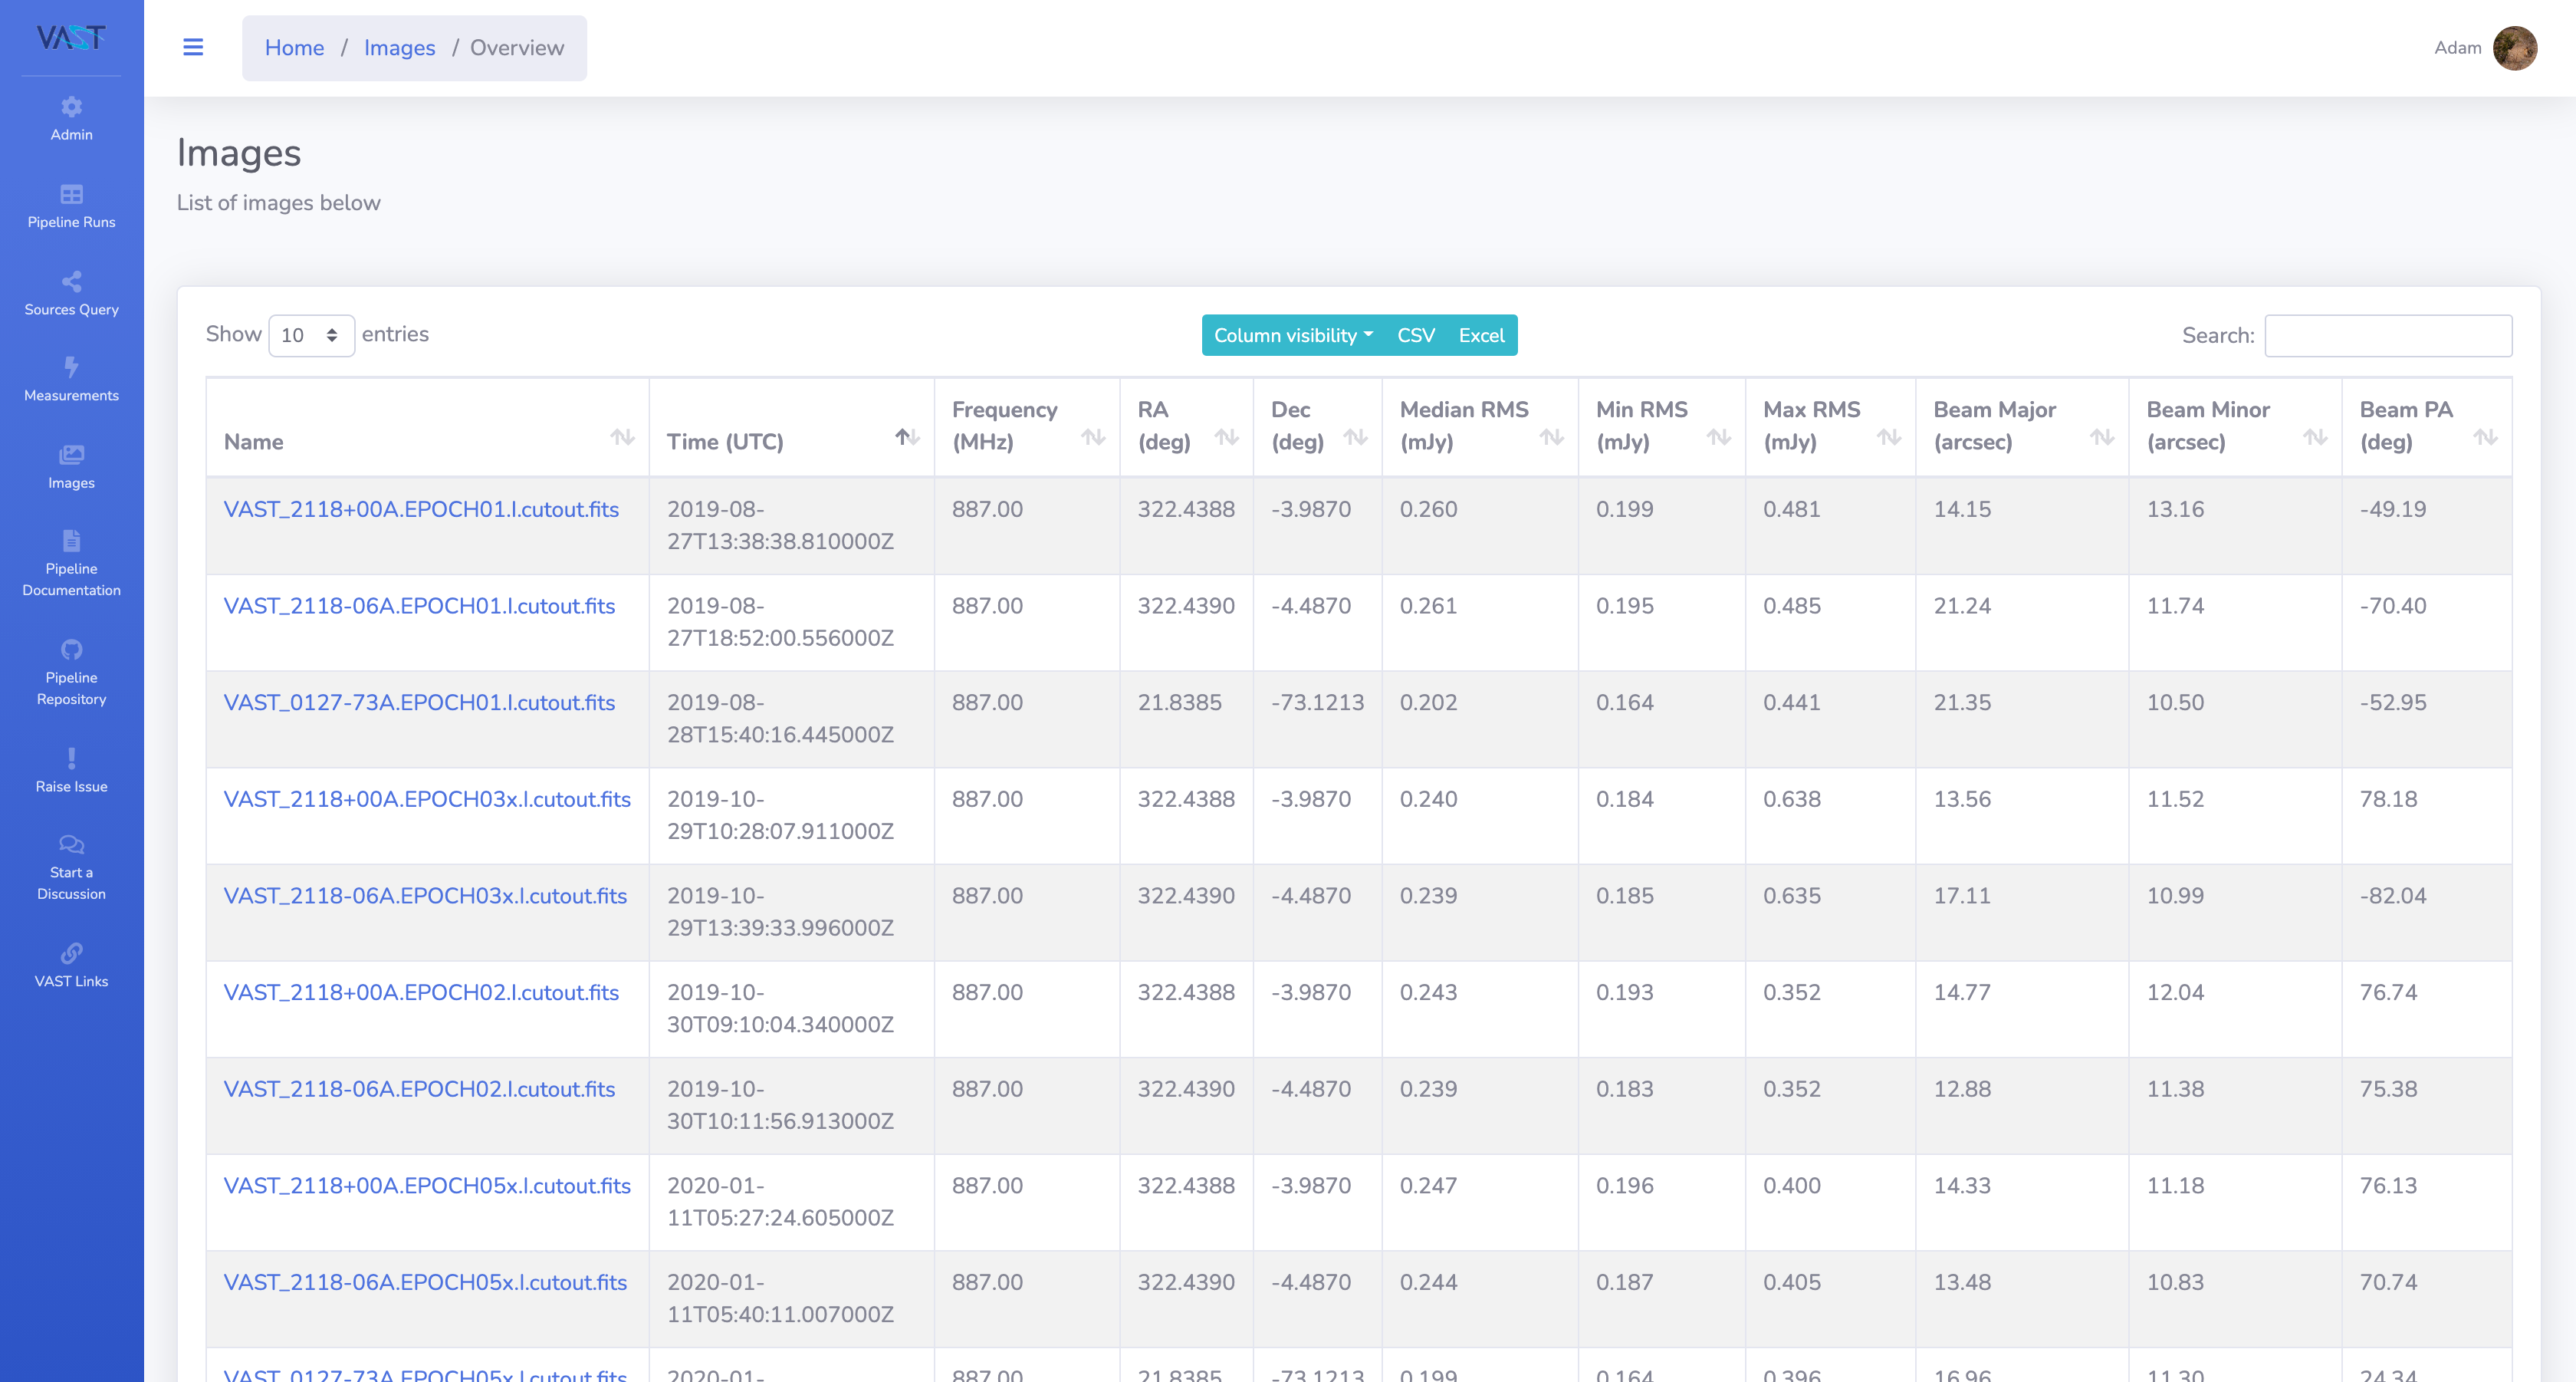 VAST
Home / Images / Overview
Adam
Admin
Pipeline Runs
Sources Query
Measurements
Images
Pipeline
Documentation
Pipeline
Repository
Raise Issue
Start a
Discussion
VAST Links
Images
List of images below
Show 10 entries
Column visibility CSV Excel
Search:
Name Time (UTC) Frequency (MHz) RA (deg) Dec (deg) Median RMS (mJy) Min RMS (mJy) Max RMS (mJy) Beam Major (arcsec) Beam Minor (arcsec) Beam PA (deg)
VAST_2118+00A.EPOCH01.I.cutout.fits 2019-08-27T13:38:38.810000Z 887.00 322.4388 -3.9870 0.260 0.199 0.481 14.15 13.16 -49.19
VAST_2118-06A.EPOCH01.I.cutout.fits 2019-08-27T18:52:00.556000Z 887.00 322.4390 -4.4870 0.261 0.195 0.485 21.24 11.74 -70.40
VAST_0127-73A.EPOCH01.I.cutout.fits 2019-08-28T15:40:16.445000Z 887.00 21.8385 -73.1213 0.202 0.164 0.441 21.35 10.50 -52.95
VAST_2118+00A.EPOCH03x.I.cutout.fits 2019-10-29T10:28:07.911000Z 887.00 322.4388 -3.9870 0.240 0.184 0.638 13.56 11.52 78.18
VAST_2118-06A.EPOCH03x.I.cutout.fits 2019-10-29T13:39:33.996000Z 887.00 322.4390 -4.4870 0.239 0.185 0.635 17.11 10.99 -82.04
VAST_2118+00A.EPOCH02.I.cutout.fits 2019-10-30T09:10:04.340000Z 887.00 322.4388 -3.9870 0.243 0.193 0.352 14.77 12.04 76.74
VAST_2118-06A.EPOCH02.I.cutout.fits 2019-10-30T10:11:56.913000Z 887.00 322.4390 -4.4870 0.239 0.183 0.352 12.88 11.38 75.38
VAST_2118+00A.EPOCH05x.I.cutout.fits 2020-01-11T05:27:24.605000Z 887.00 322.4388 -3.9870 0.247 0.196 0.400 14.33 11.18 76.13
VAST_2118-06A.EPOCH05x.I.cutout.fits 2020-01-11T05:40:11.007000Z 887.00 322.4390 -4.4870 0.244 0.187 0.405 13.48 10.83 70.74
VAST_0127-73A.EPOCH05x.I.cutout.fits 2020-01- 887.00 21.8385 -73.1213 0.199 0.164 0.396 16.96 11.30 24.34